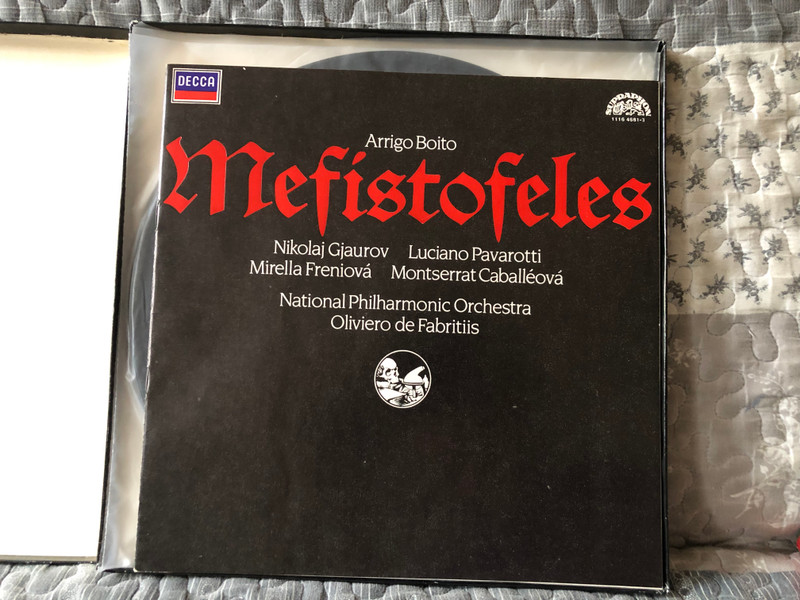 DECCA
SUPRAPHON
1116 4681-3
Arrigo Boito
Mefistofeles
Nikolaj Gjaurov Luciano Pavarotti
Mirella Freniová Montserrat Caballéová
National Philharmonic Orchestra
Oliviero de Fabritiis